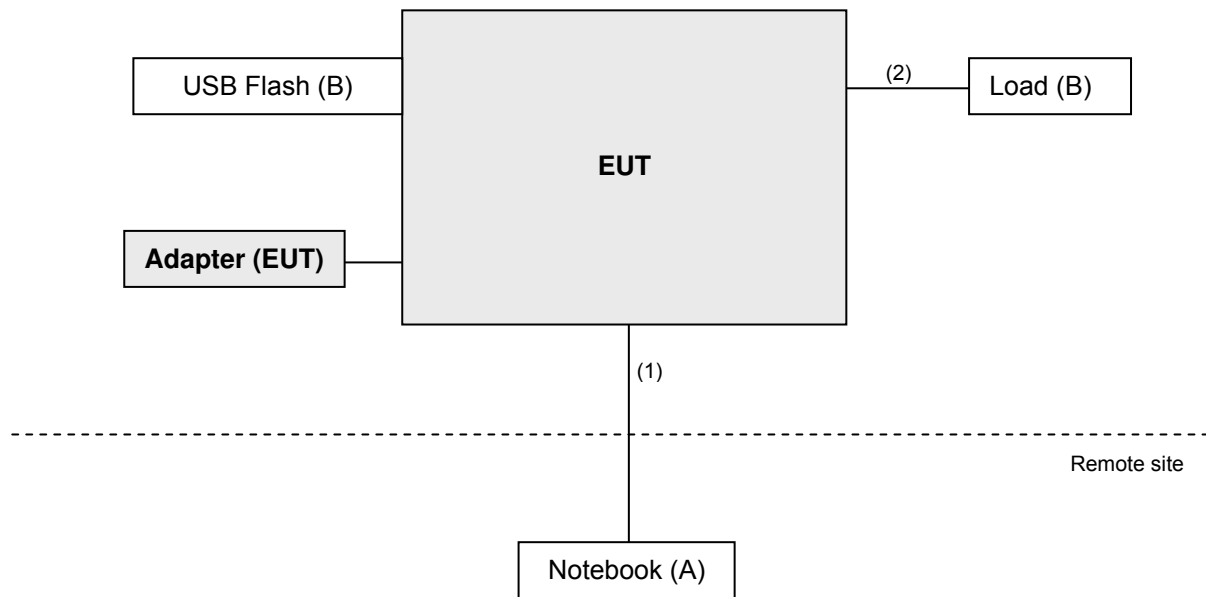 USB Flash (B)
(2)
Load (B)
EUT
Adapter (EUT)
(1)
Remote site
Notebook (A)